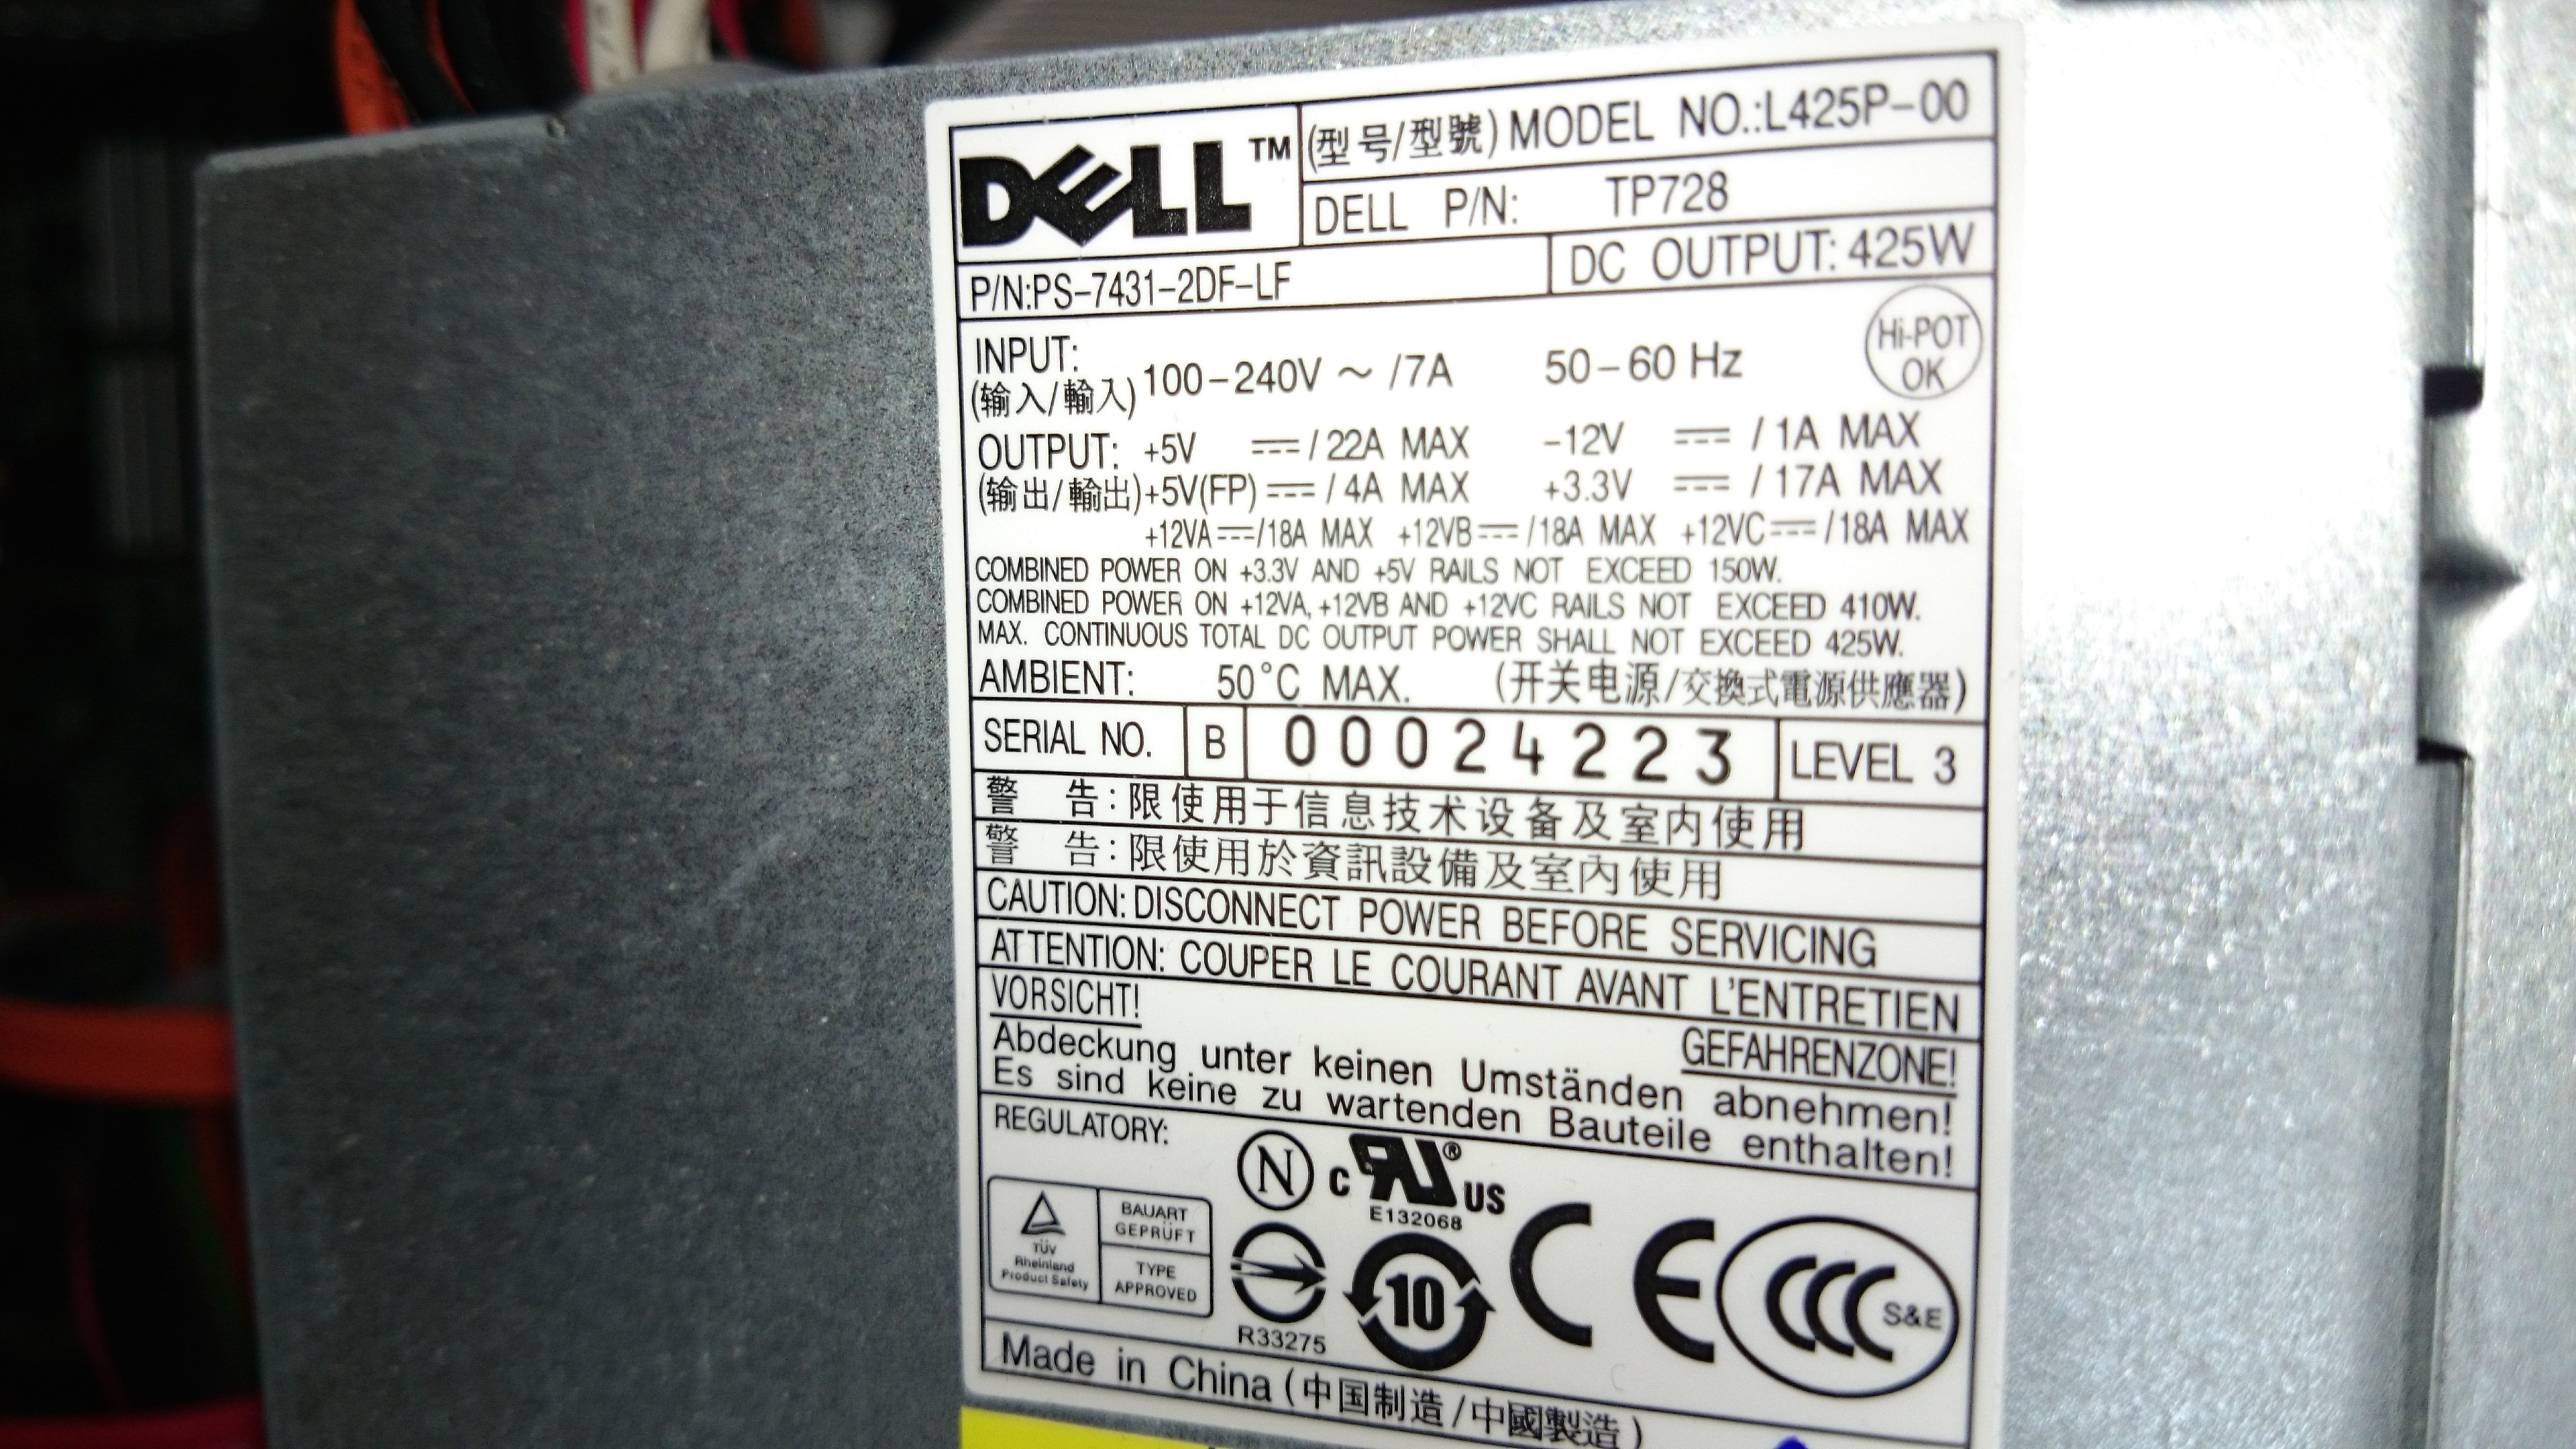 DELL™
(型号/型號) MODEL NO.:L425P-00
DELL P/N: TP728
P/N:PS-7431-2DF-LF
DC OUTPUT: 425W
INPUT: 100-240V ~ /7A 50-60 Hz
(输入/輸入)
Hi-POT
OK
OUTPUT: +5V ⎓ / 22A MAX -12V ⎓ / 1A MAX
(输出/輸出) +5V(FP) ⎓ / 4A MAX +3.3V ⎓ / 17A MAX
+12VA ⎓ /18A MAX +12VB ⎓ /18A MAX +12VC ⎓ /18A MAX
COMBINED POWER ON +3.3V AND +5V RAILS NOT EXCEED 150W.
COMBINED POWER ON +12VA, +12VB AND +12VC RAILS NOT EXCEED 410W.
MAX. CONTINUOUS TOTAL DC OUTPUT POWER SHALL NOT EXCEED 425W.
AMBIENT: 50°C MAX. (开关电源/交換式電源供應器)
SERIAL NO. B 00024223 LEVEL 3
警 告: 限使用于信息技术设备及室内使用
警 告: 限使用於資訊設備及室內使用
CAUTION: DISCONNECT POWER BEFORE SERVICING
ATTENTION: COUPER LE COURANT AVANT L'ENTRETIEN
VORSICHT! GEFAHRENZONE!
Abdeckung unter keinen Umständen abnehmen!
Es sind keine zu wartenden Bauteile enthalten!
REGULATORY:
N
c RU® US
E132068
TÜV
Rheinland
Product Safety
BAUART
GEPRÜFT
TYPE
APPROVED
R33275
10
CE
CCC S&E
Made in China (中国制造/中國製造)